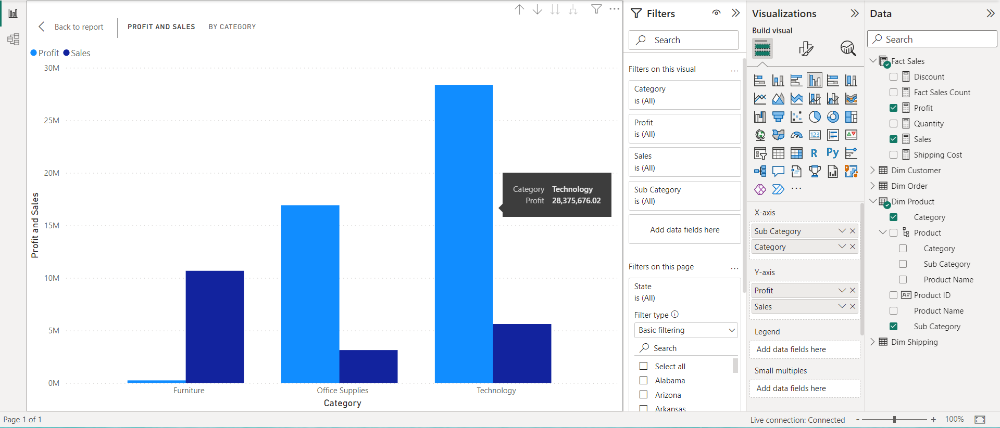 Back to report
PROFIT AND SALES
BY CATEGORY
Profit
Sales
30M
25M
20M
15M
10M
5M
0M
Profit and Sales
Category Technology
Profit 28,375,676.02
Furniture
Office Supplies
Technology
Category
Filters
Search
Filters on this visual
...
Category
is (All)
Profit
is (All)
Sales
is (All)
Sub Category
is (All)
Add data fields here
Filters on this page
...
State
is (All)
Filter type
Basic filtering
Search
Select all
Alabama
Arizona
Arkansas
Visualizations
Build visual
123
R
Py
...
X-axis
Sub Category
Category
Y-axis
Profit
Sales
Legend
Add data fields here
Small multiples
Add data fields here
Data
Search
Fact Sales
Discount
Fact Sales Count
Profit
Quantity
Sales
Shipping Cost
Dim Customer
Dim Order
Dim Product
Category
Product
Category
Sub Category
Product Name
Product ID
Product Name
Sub Category
Dim Shipping
Page 1 of 1
Live connection: Connected
- + 100%